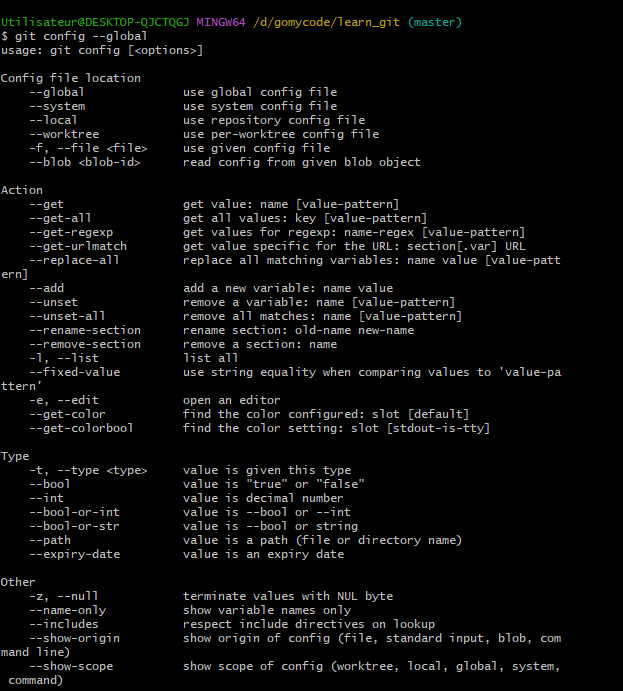 Utilisateur@DESKTOP-QJCTQGJ MINGW64 /d/gomycode/learn_git (master)
$ git config --global
usage: git config [<options>]

Config file location
    --global              use global config file
    --system              use system config file
    --local               use repository config file
    --worktree            use per-worktree config file
    -f, --file <file>     use given config file
    --blob <blob-id>      read config from given blob object

Action
    --get                 get value: name [value-pattern]
    --get-all             get all values: key [value-pattern]
    --get-regexp          get values for regexp: name-regex [value-pattern]
    --get-urlmatch        get value specific for the URL: section[.var] URL
    --replace-all         replace all matching variables: name value [value-patt
ern]
    --add                 add a new variable: name value
    --unset               remove a variable: name [value-pattern]
    --unset-all           remove all matches: name [value-pattern]
    --rename-section      rename section: old-name new-name
    --remove-section      remove a section: name
    -l, --list            list all
    --fixed-value         use string equality when comparing values to 'value-pa
ttern'
    -e, --edit            open an editor
    --get-color           find the color configured: slot [default]
    --get-colorbool       find the color setting: slot [stdout-is-tty]

Type
    -t, --type <type>     value is given this type
    --bool                value is "true" or "false"
    --int                 value is decimal number
    --bool-or-int         value is --bool or --int
    --bool-or-str         value is --bool or string
    --path                value is a path (file or directory name)
    --expiry-date         value is an expiry date

Other
    -z, --null            terminate values with NUL byte
    --name-only           show variable names only
    --includes            respect include directives on lookup
    --show-origin         show origin of config (file, standard input, blob, com
mand line)
    --show-scope          show scope of config (worktree, local, global, system,
 command)